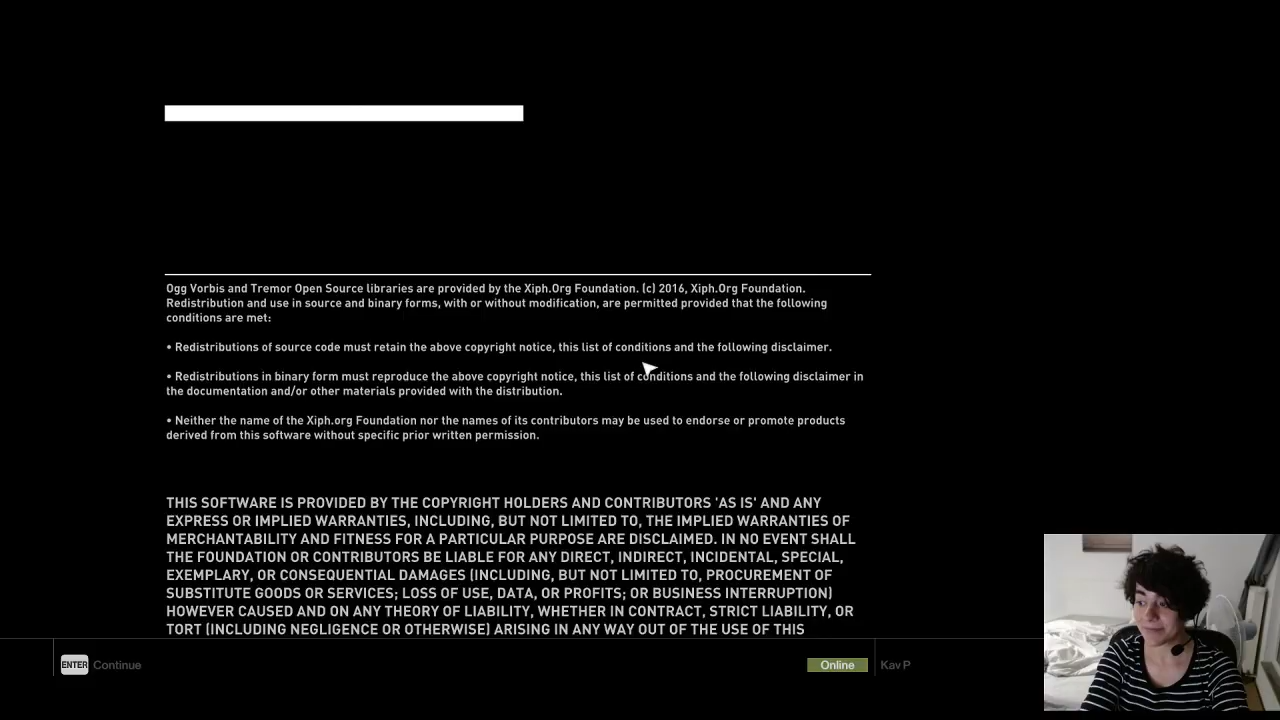 Ogg Vorbis and Tremor Open Source libraries are provided by the Xiph.Org Foundation. (c) 2016, Xiph.Org Foundation.
Redistribution and use in source and binary forms, with or without modification, are permitted provided that the following
conditions are met:
• Redistributions of source code must retain the above copyright notice, this list of conditions and the following disclaimer.
• Redistributions in binary form must reproduce the above copyright notice, this list of conditions and the following disclaimer in
the documentation and/or other materials provided with the distribution.
• Neither the name of the Xiph.org Foundation nor the names of its contributors may be used to endorse or promote products
derived from this software without specific prior written permission.
THIS SOFTWARE IS PROVIDED BY THE COPYRIGHT HOLDERS AND CONTRIBUTORS 'AS IS' AND ANY
EXPRESS OR IMPLIED WARRANTIES, INCLUDING, BUT NOT LIMITED TO, THE IMPLIED WARRANTIES OF
MERCHANTABILITY AND FITNESS FOR A PARTICULAR PURPOSE ARE DISCLAIMED. IN NO EVENT SHALL
THE FOUNDATION OR CONTRIBUTORS BE LIABLE FOR ANY DIRECT, INDIRECT, INCIDENTAL, SPECIAL,
EXEMPLARY, OR CONSEQUENTIAL DAMAGES (INCLUDING, BUT NOT LIMITED TO, PROCUREMENT OF
SUBSTITUTE GOODS OR SERVICES; LOSS OF USE, DATA, OR PROFITS; OR BUSINESS INTERRUPTION)
HOWEVER CAUSED AND ON ANY THEORY OF LIABILITY, WHETHER IN CONTRACT, STRICT LIABILITY, OR
TORT (INCLUDING NEGLIGENCE OR OTHERWISE) ARISING IN ANY WAY OUT OF THE USE OF THIS
ENTER Continue
Online
Kav P